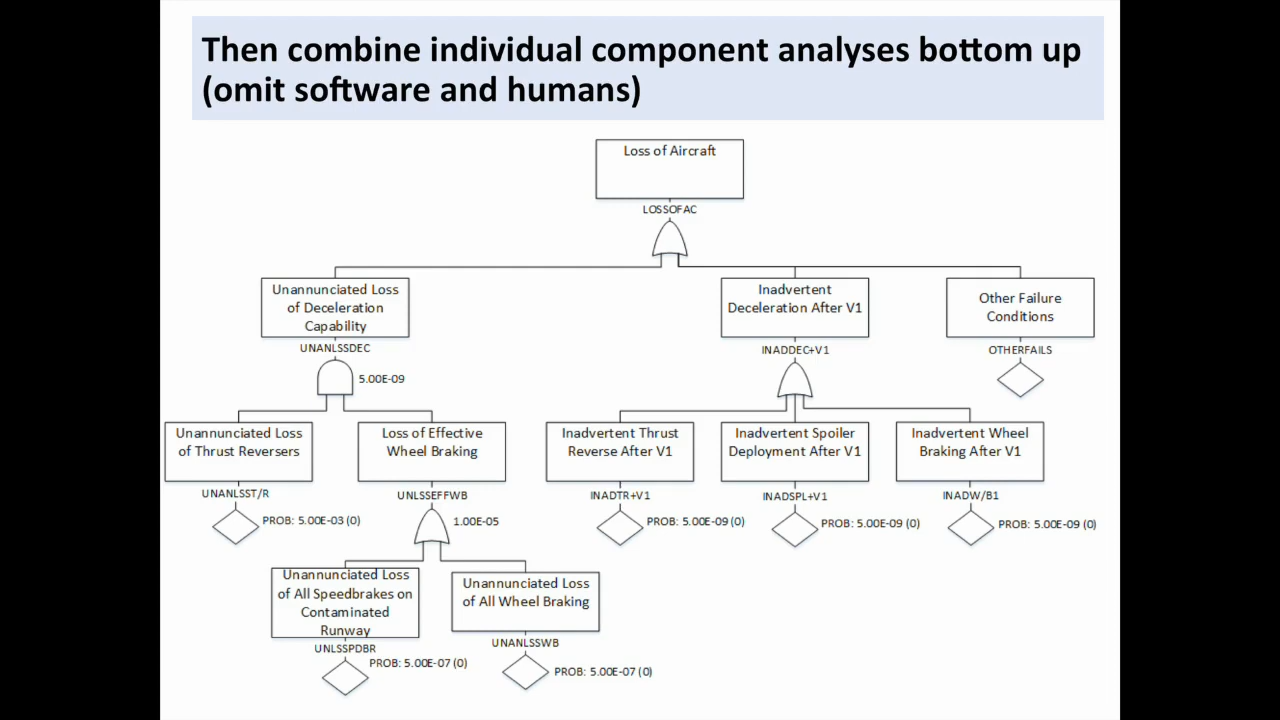 Then combine individual component analyses bottom up
(omit software and humans)
Loss of Aircraft
LOSSOFAC
Unannunciated Loss
of Deceleration
Capability
UNANLSSDEC
5.00E-09
Inadvertent
Deceleration After V1
INADDEC+V1
Other Failure
Conditions
OTHERFAILS
Unannunciated Loss
of Thrust Reversers
UNANLSST/R
PROB: 5.00E-03 (0)
Loss of Effective
Wheel Braking
UNLSSEFFWB
1.00E-05
Inadvertent Thrust
Reverse After V1
INADTR+V1
PROB: 5.00E-09 (0)
Inadvertent Spoiler
Deployment After V1
INADSPL+V1
PROB: 5.00E-09 (0)
Inadvertent Wheel
Braking After V1
INADW/B1
PROB: 5.00E-09 (0)
Unannunciated Loss
of All Speedbrakes on
Contaminated
Runway
UNLSSPDBR
PROB: 5.00E-07 (0)
Unannunciated Loss
of All Wheel Braking
UNANLSSWB
PROB: 5.00E-07 (0)